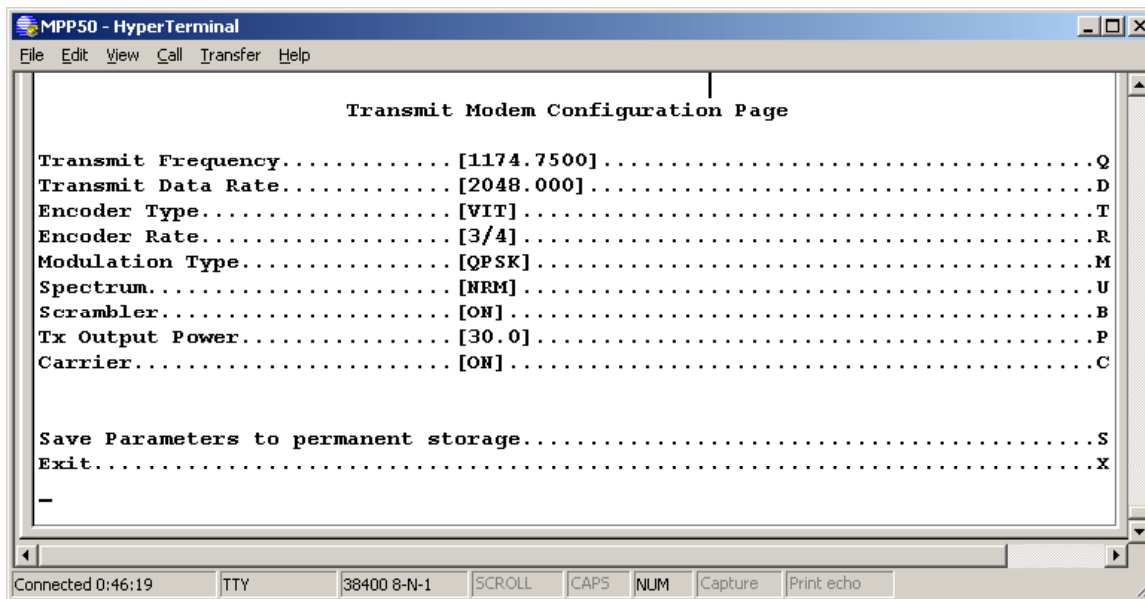 MPP50 - HyperTerminal
File Edit View Call Transfer Help
Transmit Modem Configuration Page
Transmit Frequency.............[1174.7500].....................................Q
Transmit Data Rate.............[2048.000]......................................D
Encoder Type...................[VIT]...........................................T
Encoder Rate...................[3/4]...........................................R
Modulation Type................[QPSK]..........................................M
Spectrum.......................[NRM]...........................................U
Scrambler......................[ON]............................................B
Tx Output Power................[30.0]..........................................P
Carrier........................[ON]............................................C
Save Parameters to permanent storage...........................................S
Exit...........................................................................X
_
Connected 0:46:19 TTY 38400 8-N-1 SCROLL CAPS NUM Capture Print echo